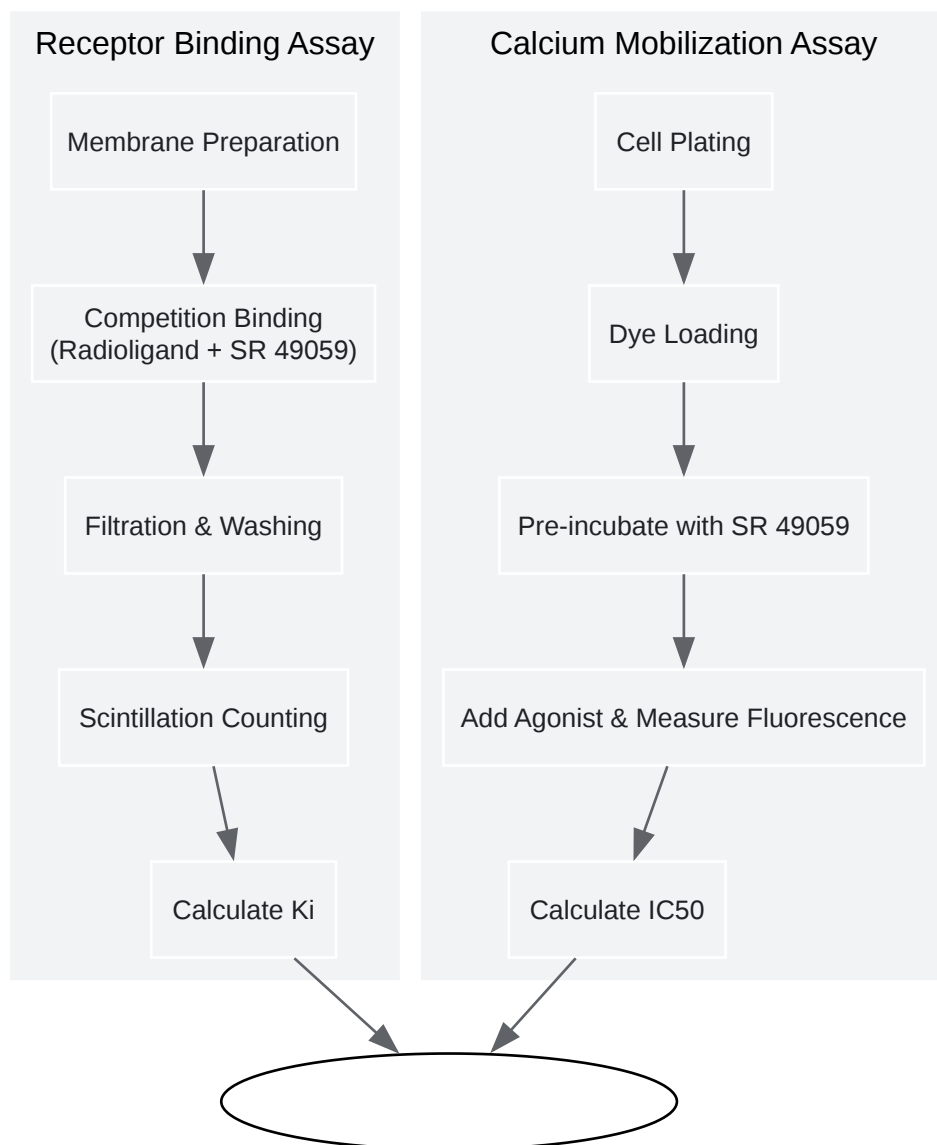 Receptor Binding Assay
Membrane Preparation
Competition Binding
(Radioligand + SR 49059)
Filtration & Washing
Scintillation Counting
Calculate Ki
Calcium Mobilization Assay
Cell Plating
Dye Loading
Pre-incubate with SR 49059
Add Agonist & Measure Fluorescence
Calculate IC50